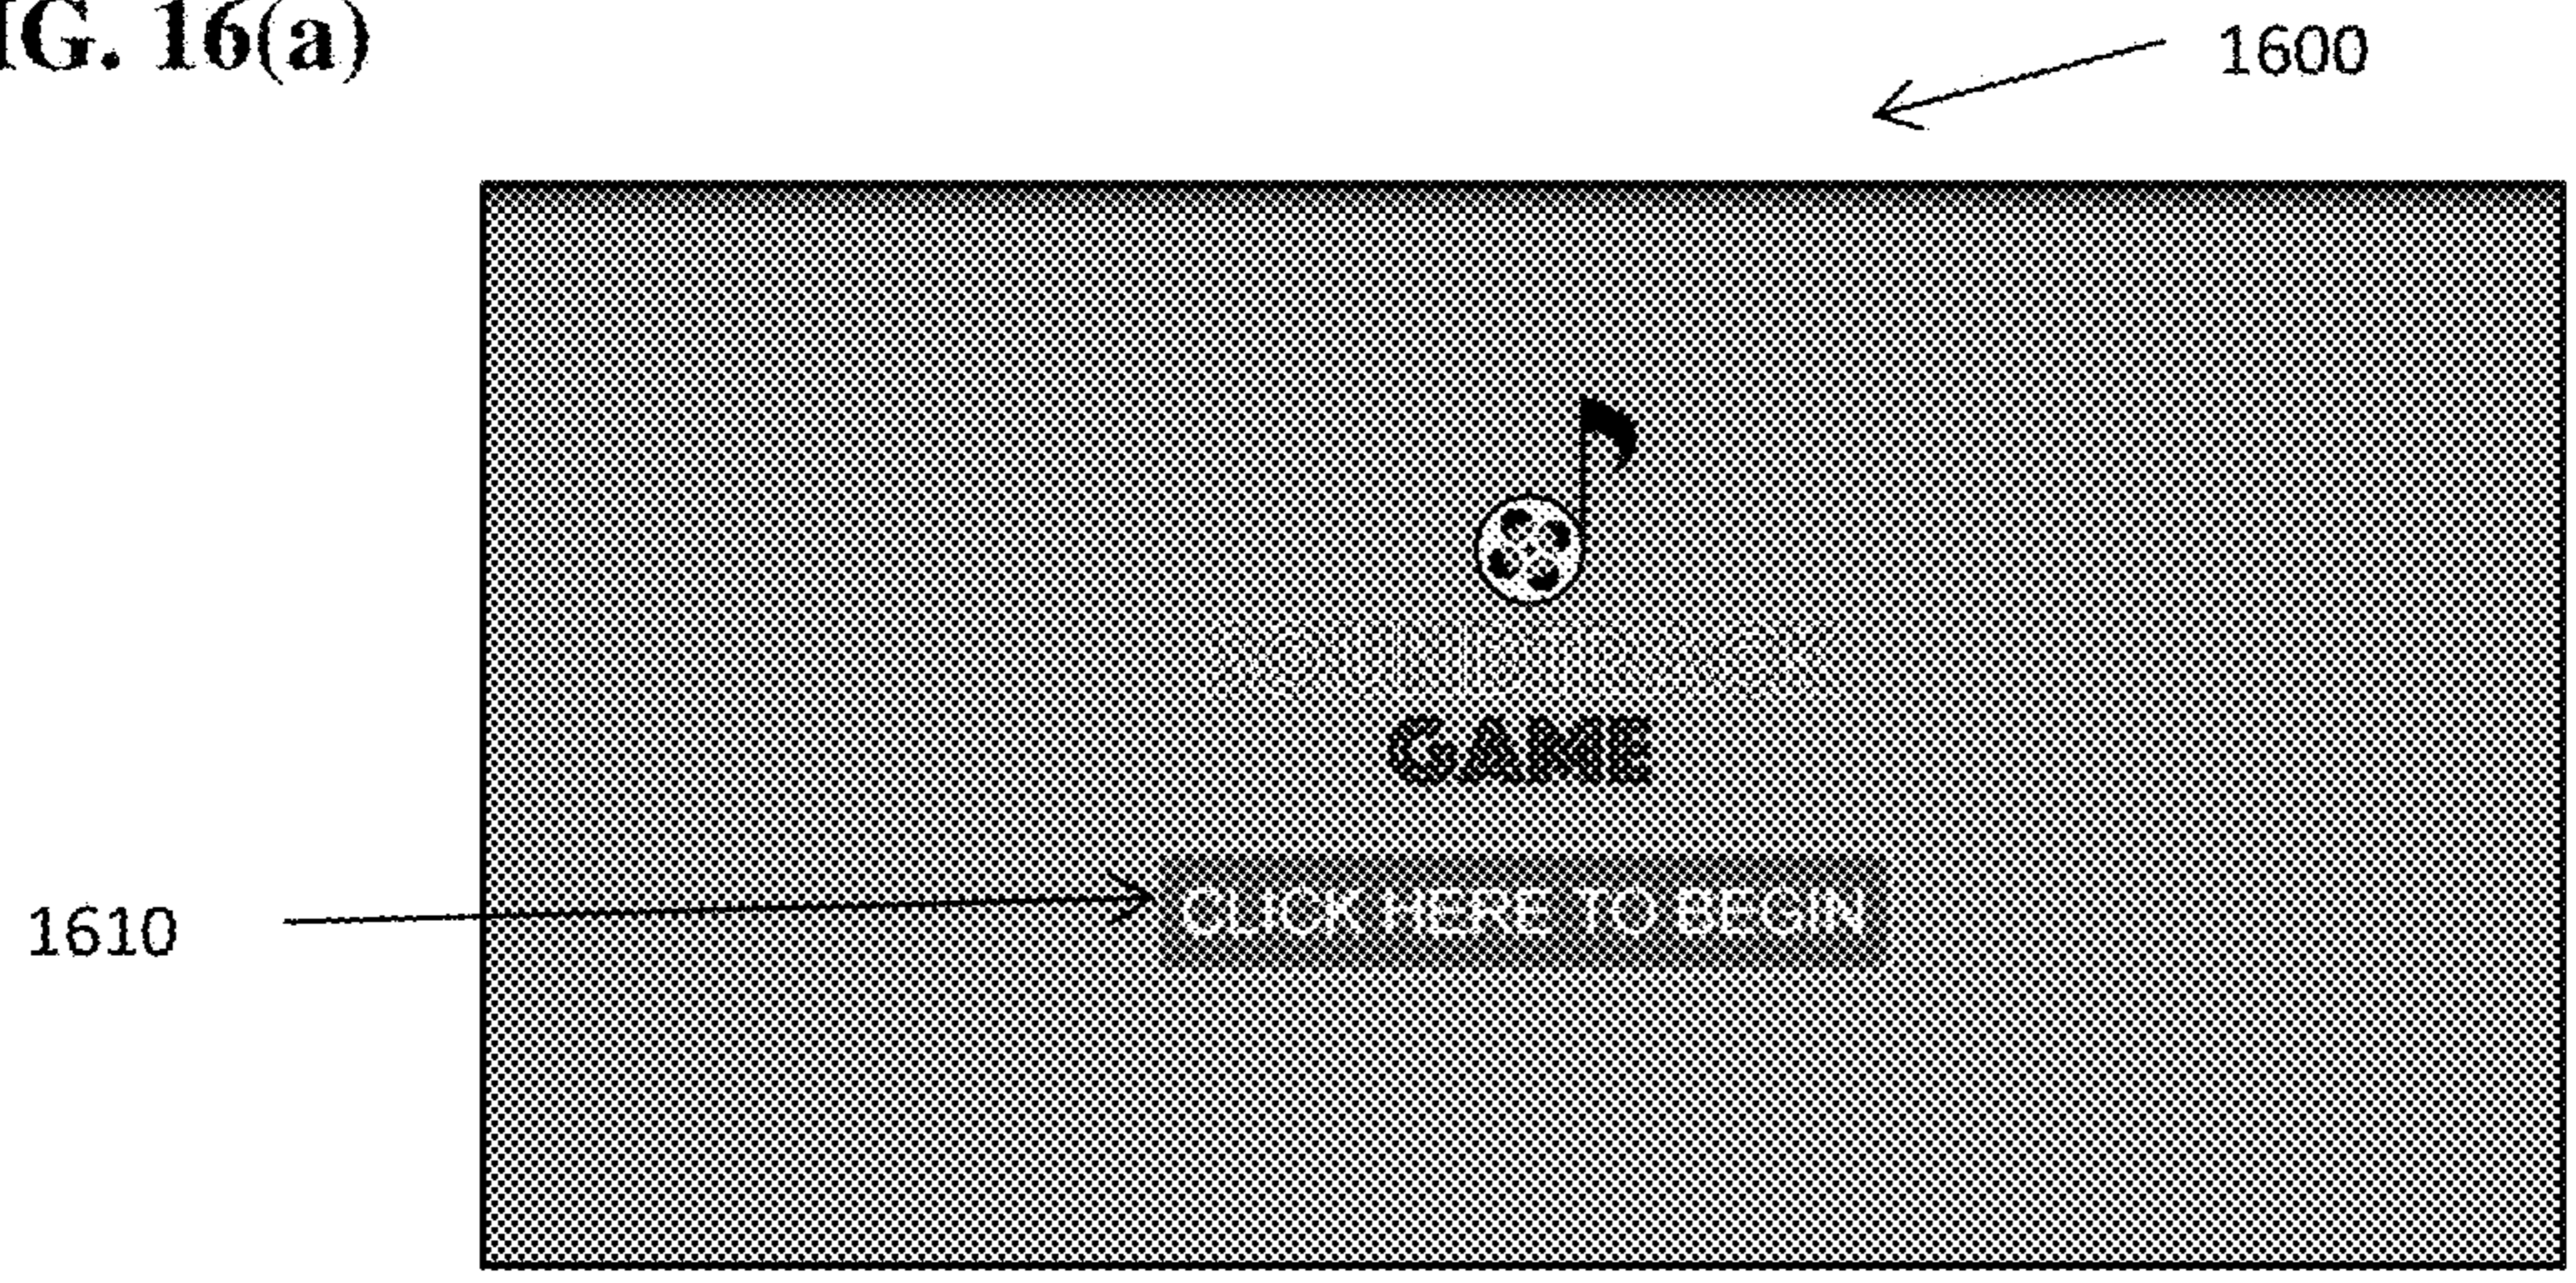 IG. 16(a)
1600
SOUNDTRACK
GAME
1610
CLICK HERE TO BEGIN